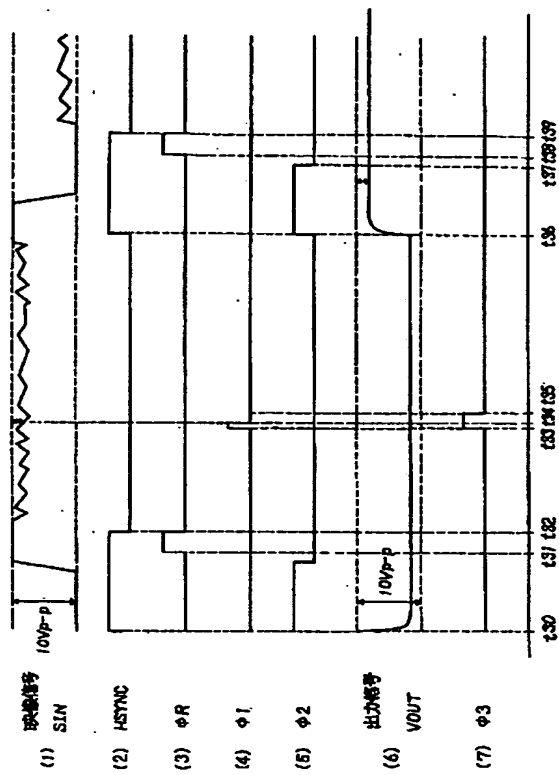 映像信号
(1) SIN
10Vp-p
(2) HSYNC
(3) ΦR
(4) Φ1
(5) Φ2
出力信号
(6) VOUT
10Vp-p
(7) Φ3
t30 t31 t32 t33 t34 t35 t36 t37 t38 t39